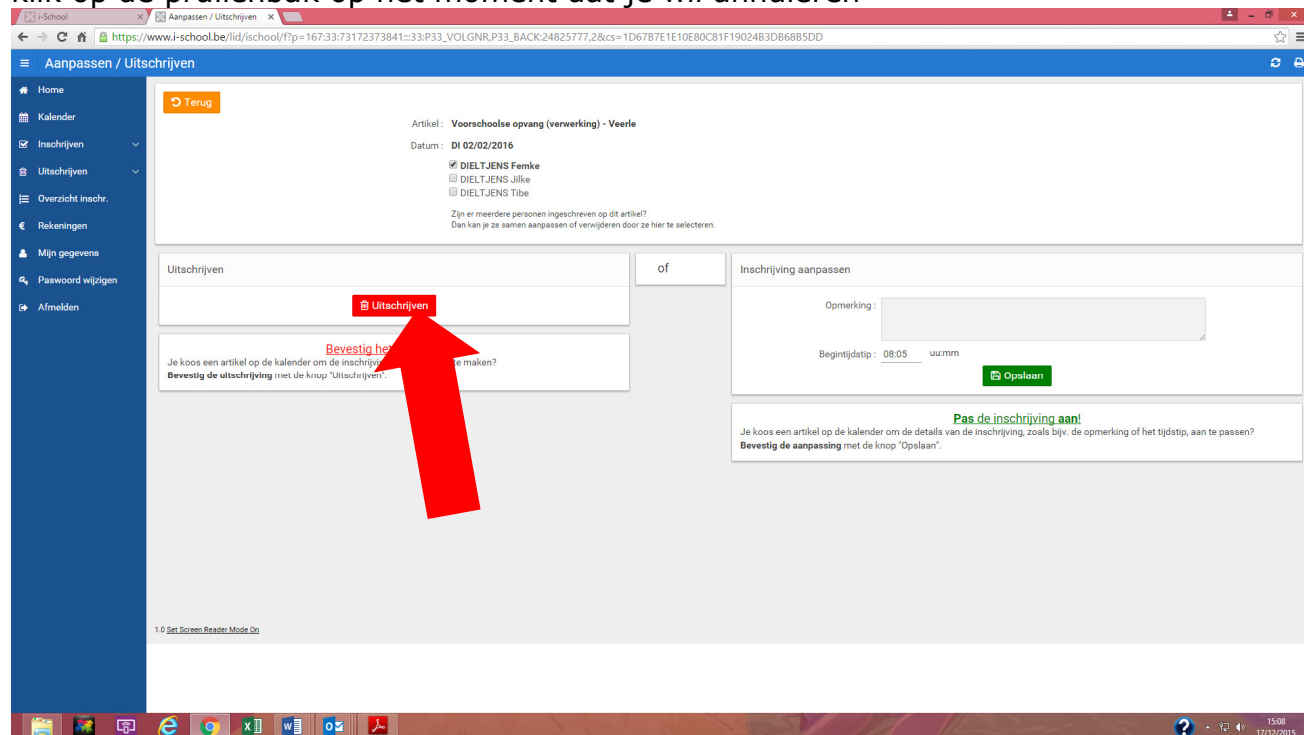 klik op de prullenbak op het moment dat je wil annuleren
i-School
Aanpassen / Uitschrijven
https://www.i-school.be/lid/ischool/f?p=167:33:73172373841:::33:P33_VOLGNR,P33_BACK:24825777,2&cs=1D67B7E1E10E80C81F19024B3DB68B5DD
Aanpassen / Uitschrijven
Home
Kalender
Inschrijven
Uitschrijven
Overzicht inschr.
€ Rekeningen
Mijn gegevens
Paswoord wijzigen
Afmelden
Terug
Artikel : Voorschoolse opvang (verwerking) - Veerle
Datum : DI 02/02/2016
DIELTJENS Femke
DIELTJENS Jilke
DIELTJENS Tibe
Zijn er meerdere personen ingeschreven op dit artikel?
Dan kan je ze samen aanpassen of verwijderen door ze hier te selecteren.
Uitschrijven
Uitschrijven
Bevestig het
Je koos een artikel op de kalender om de inschrijving te maken?
Bevestig de uitschrijving met de knop "Uitschrijven".
of
Inschrijving aanpassen
Opmerking :
Begintijdstip : 08:05 uu:mm
Opslaan
Pas de inschrijving aan!
Je koos een artikel op de kalender om de details van de inschrijving, zoals bijv. de opmerking of het tijdstip, aan te passen?
Bevestig de aanpassing met de knop "Opslaan".
1.0 Set Screen Reader Mode On
15:08
17/12/2015